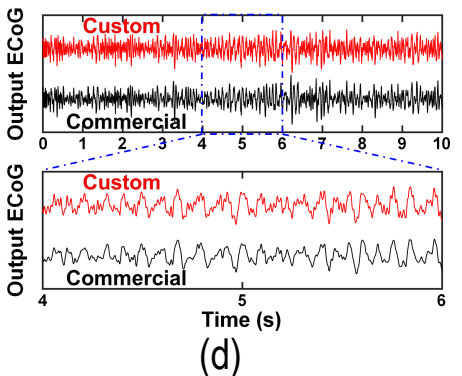 Output ECoG
Custom
Commercial
0 1 2 3 4 5 6 7 8 9 10
Output ECoG
Custom
Commercial
4 5 6
Time (s)
(d)